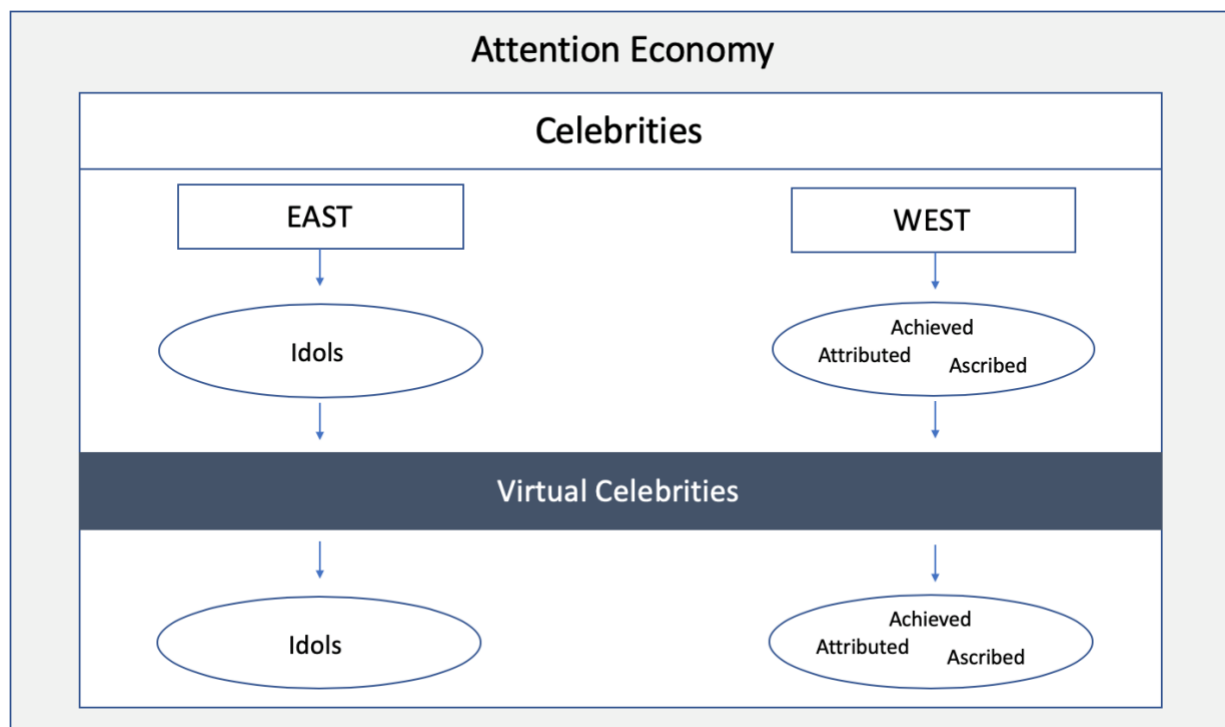 Attention Economy
Celebrities
EAST
WEST
Idols
Achieved
Attributed
Ascribed
Virtual Celebrities
Idols
Achieved
Attributed
Ascribed